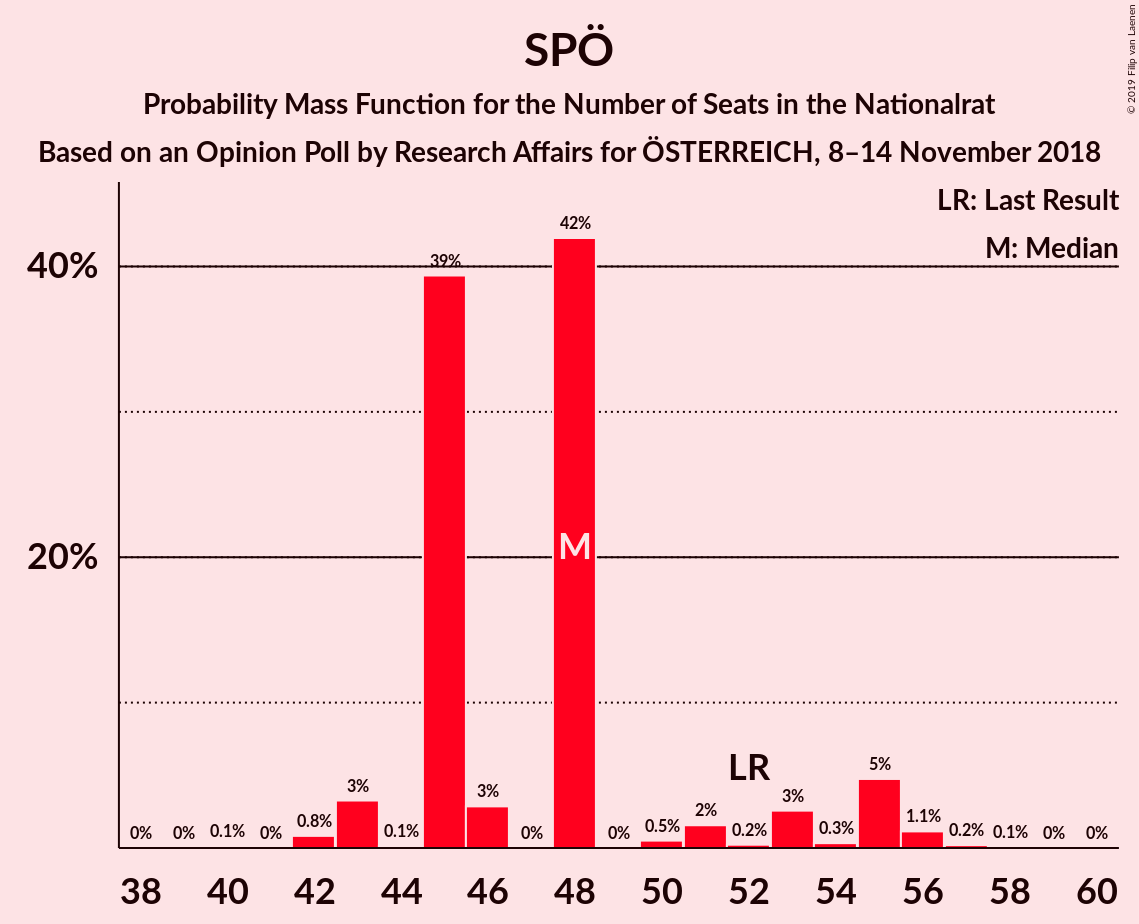 SPÖ
Probability Mass Function for the Number of Seats in the Nationalrat
Based on an Opinion Poll by Research Affairs for ÖSTERREICH, 8–14 November 2018
© 2019 Filip van Laenen
LR: Last Result
M: Median
40%
20%
0% 0% 0.1% 0% 0.8% 3% 0.1% 39% 3% 0% 42% 0% 0.5% 2% 0.2% 3% 0.3% 5% 1.1% 0.2% 0.1% 0% 0%
M
LR
38 40 42 44 46 48 50 52 54 56 58 60